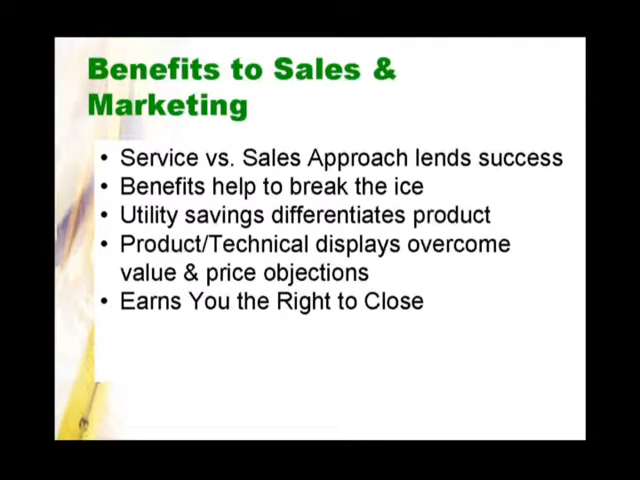 Benefits to Sales &
Marketing
• Service vs. Sales Approach lends success
• Benefits help to break the ice
• Utility savings differentiates product
• Product/Technical displays overcome
value & price objections
• Earns You the Right to Close